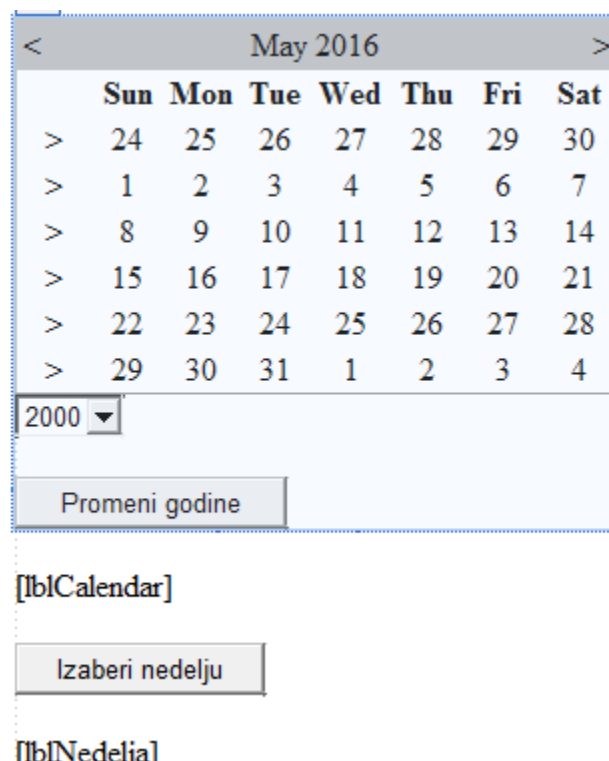 < May 2016 >
Sun Mon Tue Wed Thu Fri Sat
> 24 25 26 27 28 29 30
> 1 2 3 4 5 6 7
> 8 9 10 11 12 13 14
> 15 16 17 18 19 20 21
> 22 23 24 25 26 27 28
> 29 30 31 1 2 3 4
2000
Promeni godine
[lblCalendar]
Izaberi nedelju
[lblNedelja]